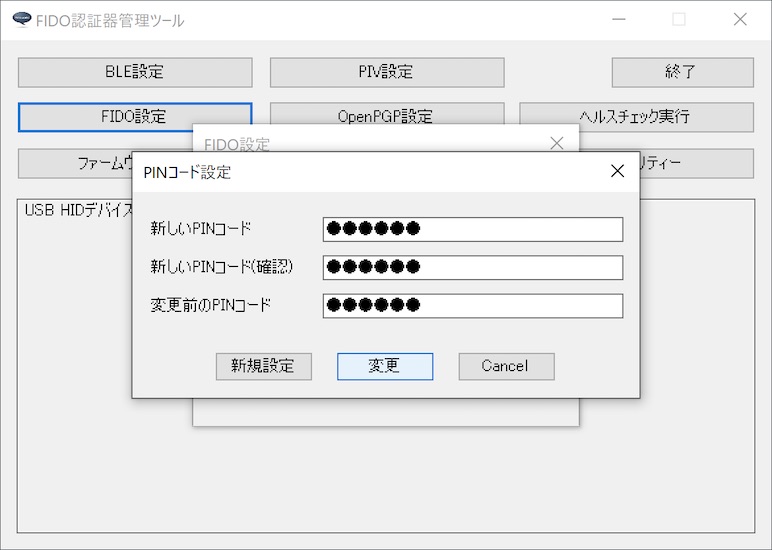 FIDO認証器管理ツール
BLE設定
PIV設定
終了
FIDO設定
OpenPGP設定
ヘルスチェック実行
ファームウ
リティー
FIDO設定
PINコード設定
USB HIDデバイス
新しいPINコード
新しいPINコード(確認)
変更前のPINコード
新規設定
変更
Cancel